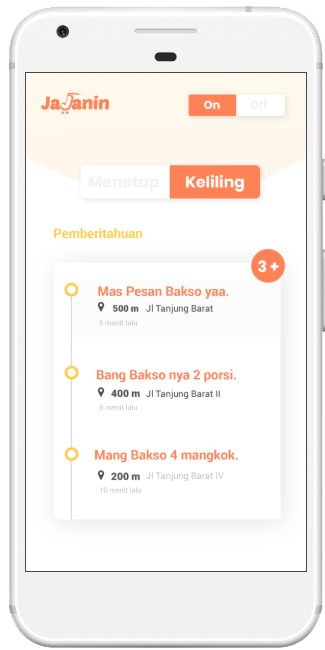 Jajanin
On Off
Menetap Keliling
Pemberitahuan
3 +
Mas Pesan Bakso yaa.
500 m Jl Tanjung Barat
6 menit lalu
Bang Bakso nya 2 porsi.
400 m Jl Tanjung Barat II
8 menit lalu
Mang Bakso 4 mangkok.
200 m Jl Tanjung Barat IV
10 menit lalu